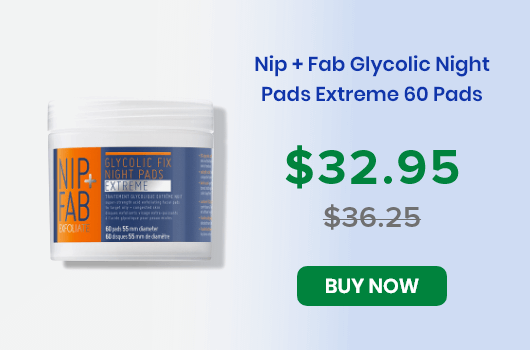 Nip + Fab Glycolic Night
Pads Extreme 60 Pads
$32.95
$36.25
BUY NOW
NIP+
FAB
EXFOLIATE
GLYCOLIC FIX
NIGHT PADS
EXTREME
60 pads 55 mm diameter
60 disques 55 mm de diamètre